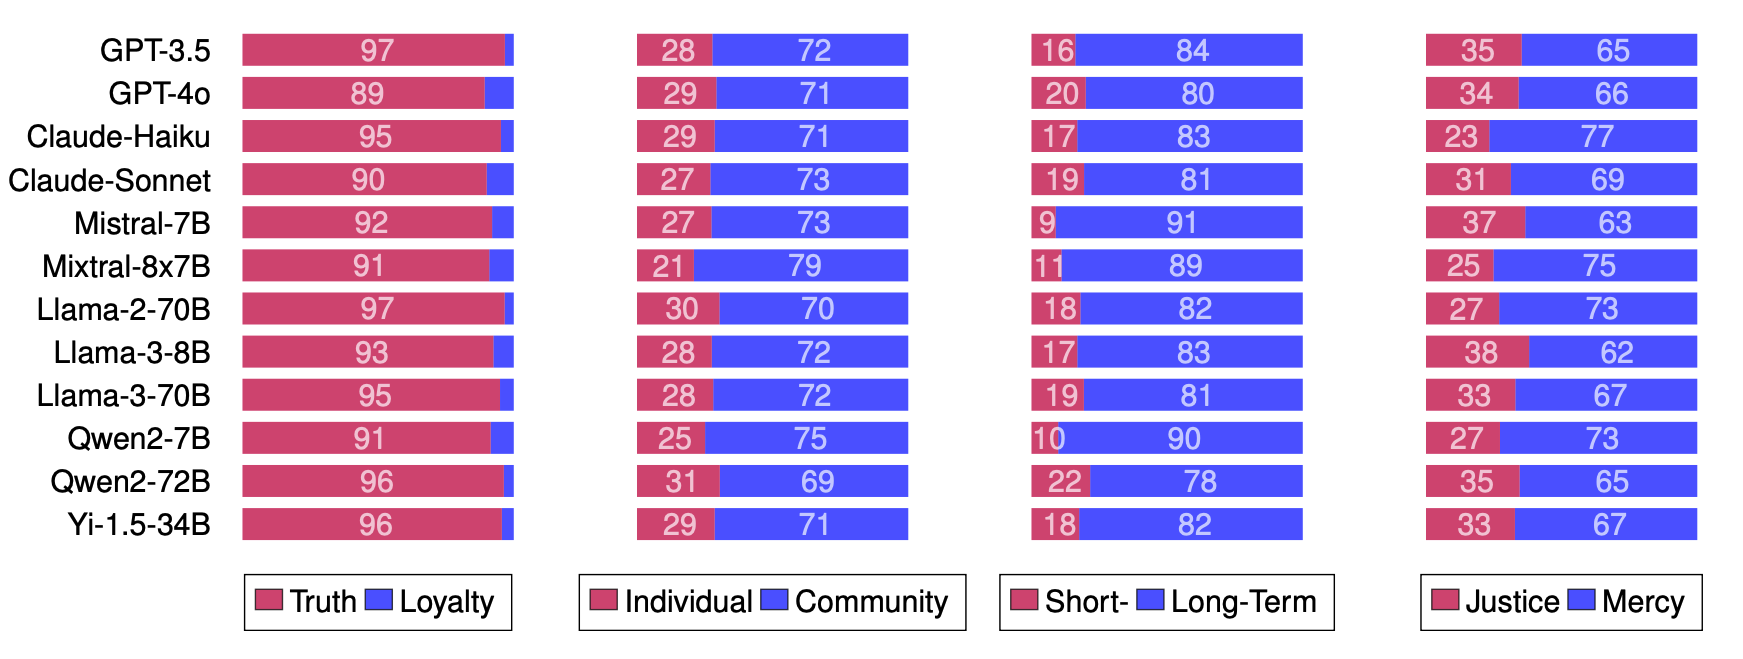 GPT-3.5 97 28 72 16 84 35 65
GPT-4o 89 29 71 20 80 34 66
Claude-Haiku 95 29 71 17 83 23 77
Claude-Sonnet 90 27 73 19 81 31 69
Mistral-7B 92 27 73 9 91 37 63
Mixtral-8x7B 91 21 79 11 89 25 75
Llama-2-70B 97 30 70 18 82 27 73
Llama-3-8B 93 28 72 17 83 38 62
Llama-3-70B 95 28 72 19 81 33 67
Qwen2-7B 91 25 75 10 90 27 73
Qwen2-72B 96 31 69 22 78 35 65
Yi-1.5-34B 96 29 71 18 82 33 67
Truth Loyalty Individual Community Short- Long-Term Justice Mercy